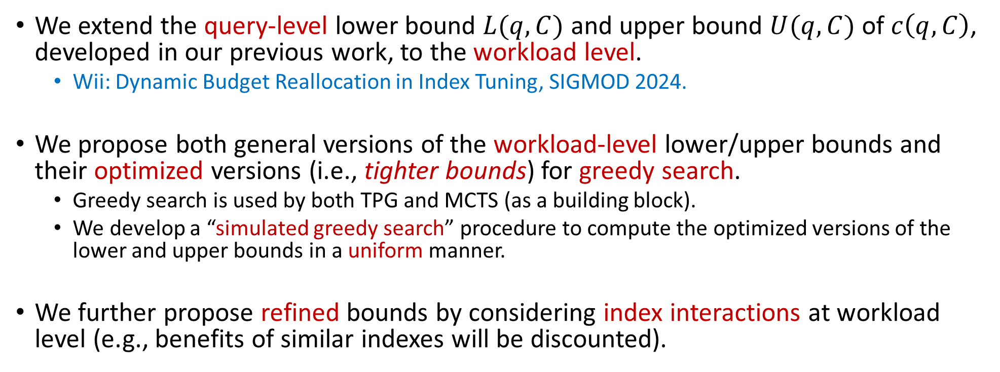 • We extend the query-level lower bound L(q, C) and upper bound U(q, C) of c(q, C),
developed in our previous work, to the workload level.
• Wii: Dynamic Budget Reallocation in Index Tuning, SIGMOD 2024.
• We propose both general versions of the workload-level lower/upper bounds and
their optimized versions (i.e., tighter bounds) for greedy search.
• Greedy search is used by both TPG and MCTS (as a building block).
• We develop a “simulated greedy search” procedure to compute the optimized versions of the
lower and upper bounds in a uniform manner.
• We further propose refined bounds by considering index interactions at workload
level (e.g., benefits of similar indexes will be discounted).